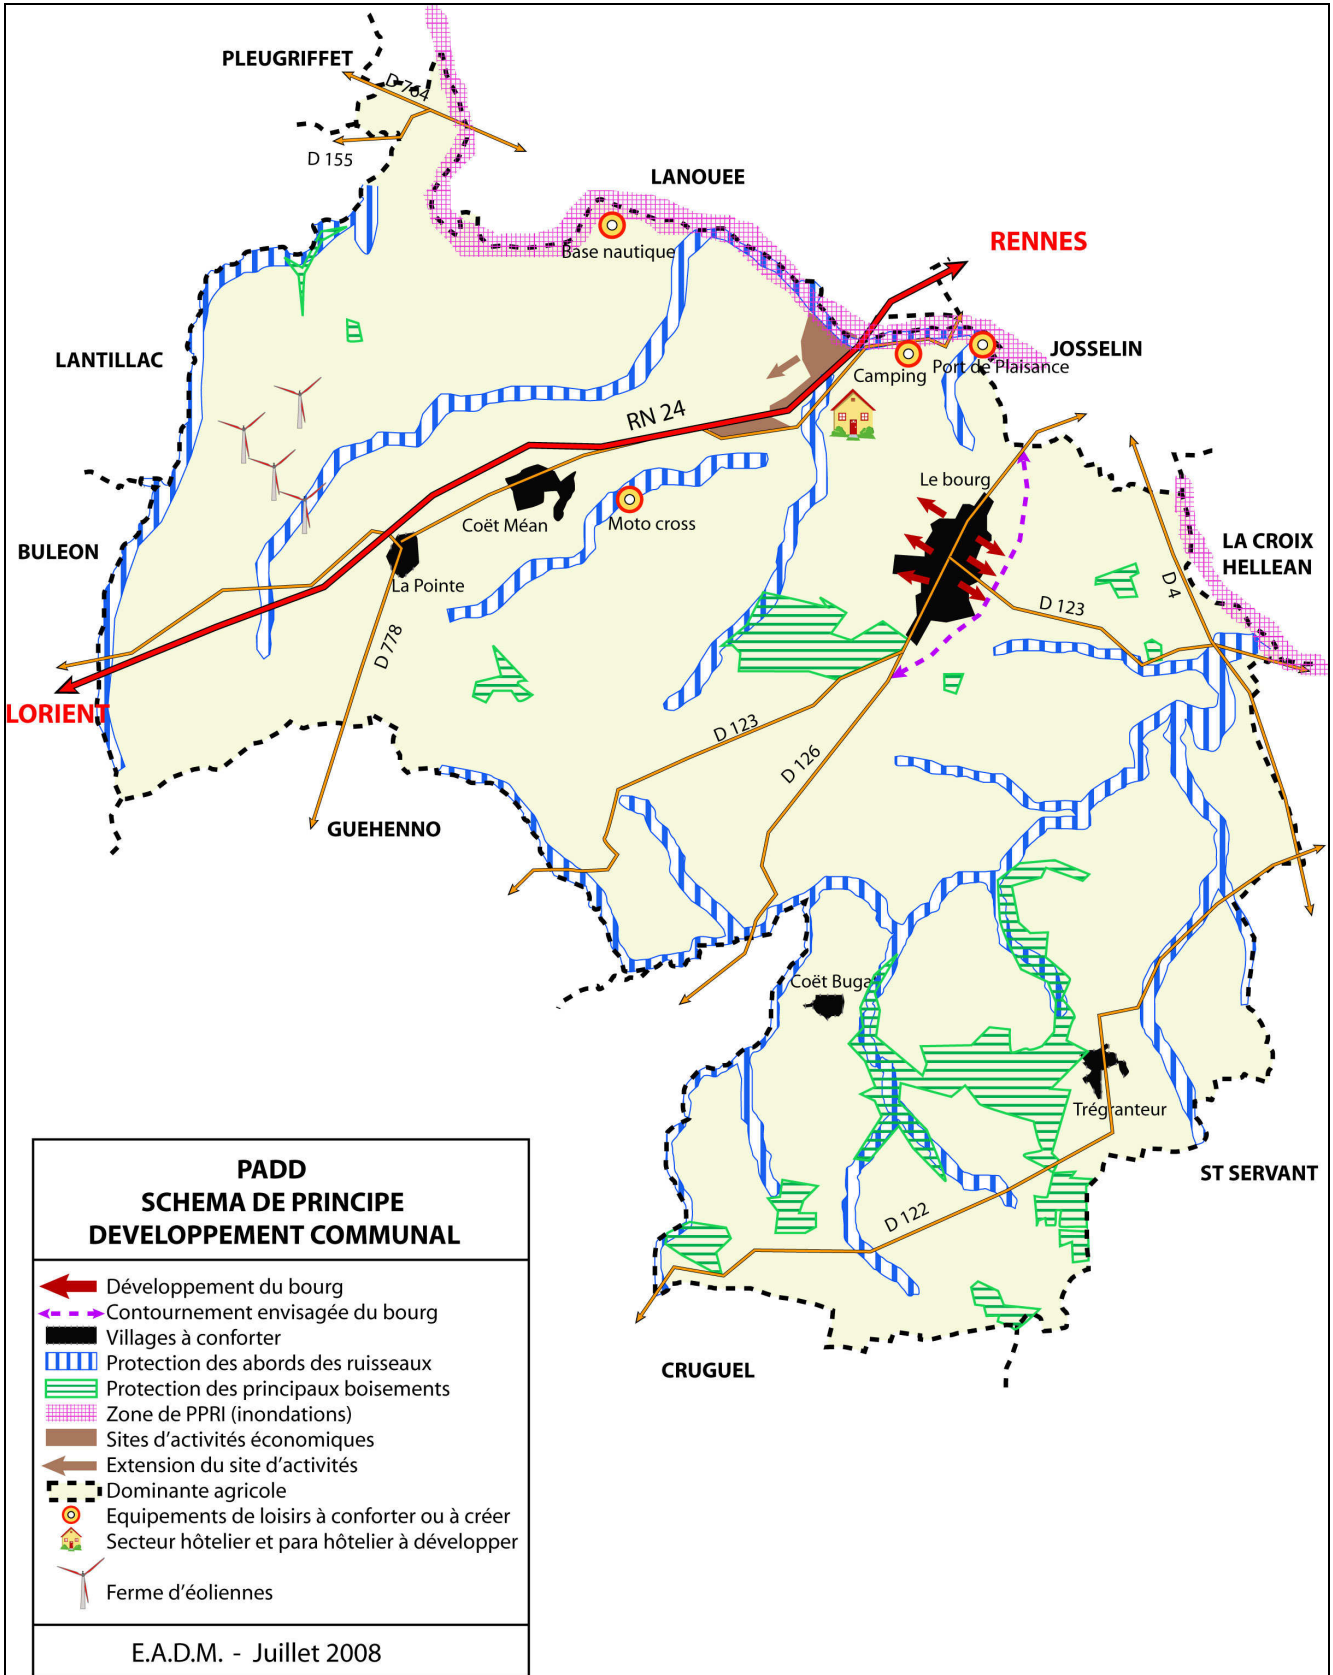 PLEUGRIFFET
D 764
D 155
LANOUEE
Base nautique
RENNES
LANTILLAC
JOSSELIN
Camping
Port de Plaisance
RN 24
Le bourg
Coët Méan
Moto cross
BULEON
LA CROIX
HELLEAN
La Pointe
D 4
D 123
D 778
LORIENT
D 123
D 126
GUEHENNO
Coët Buga
Trégranteur
ST SERVANT
D 122
CRUGUEL
PADD
SCHEMA DE PRINCIPE
DEVELOPPEMENT COMMUNAL
Développement du bourg
Contournement envisagée du bourg
Villages à conforter
Protection des abords des ruisseaux
Protection des principaux boisements
Zone de PPRI (inondations)
Sites d'activités économiques
Extension du site d'activités
Dominante agricole
Equipements de loisirs à conforter ou à créer
Secteur hôtelier et para hôtelier à développer
Ferme d'éoliennes
E.A.D.M. - Juillet 2008